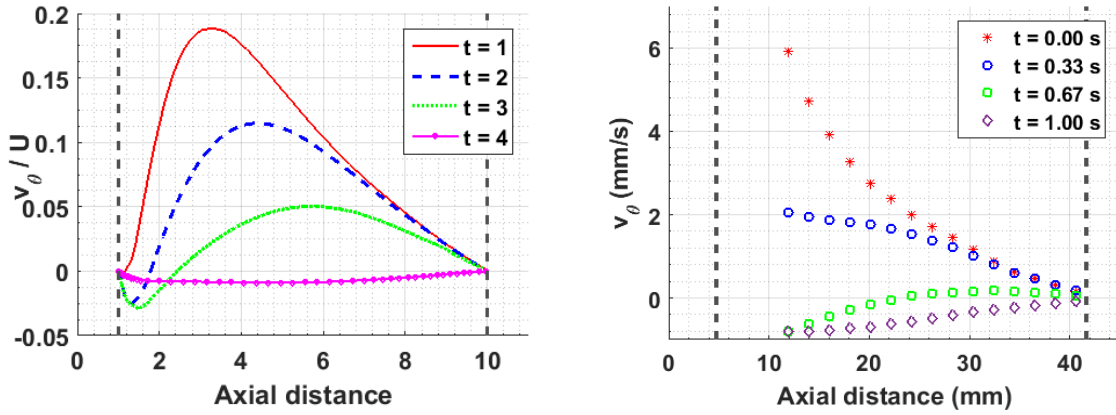 0.2
0.15
0.1
0.05
0
-0.05
v_θ / U
t = 1
t = 2
t = 3
t = 4
0 2 4 6 8 10 12
Axial distance
6
4
2
0
v_θ (mm/s)
t = 0.00 s
t = 0.33 s
t = 0.67 s
t = 1.00 s
0 10 20 30 40
Axial distance (mm)